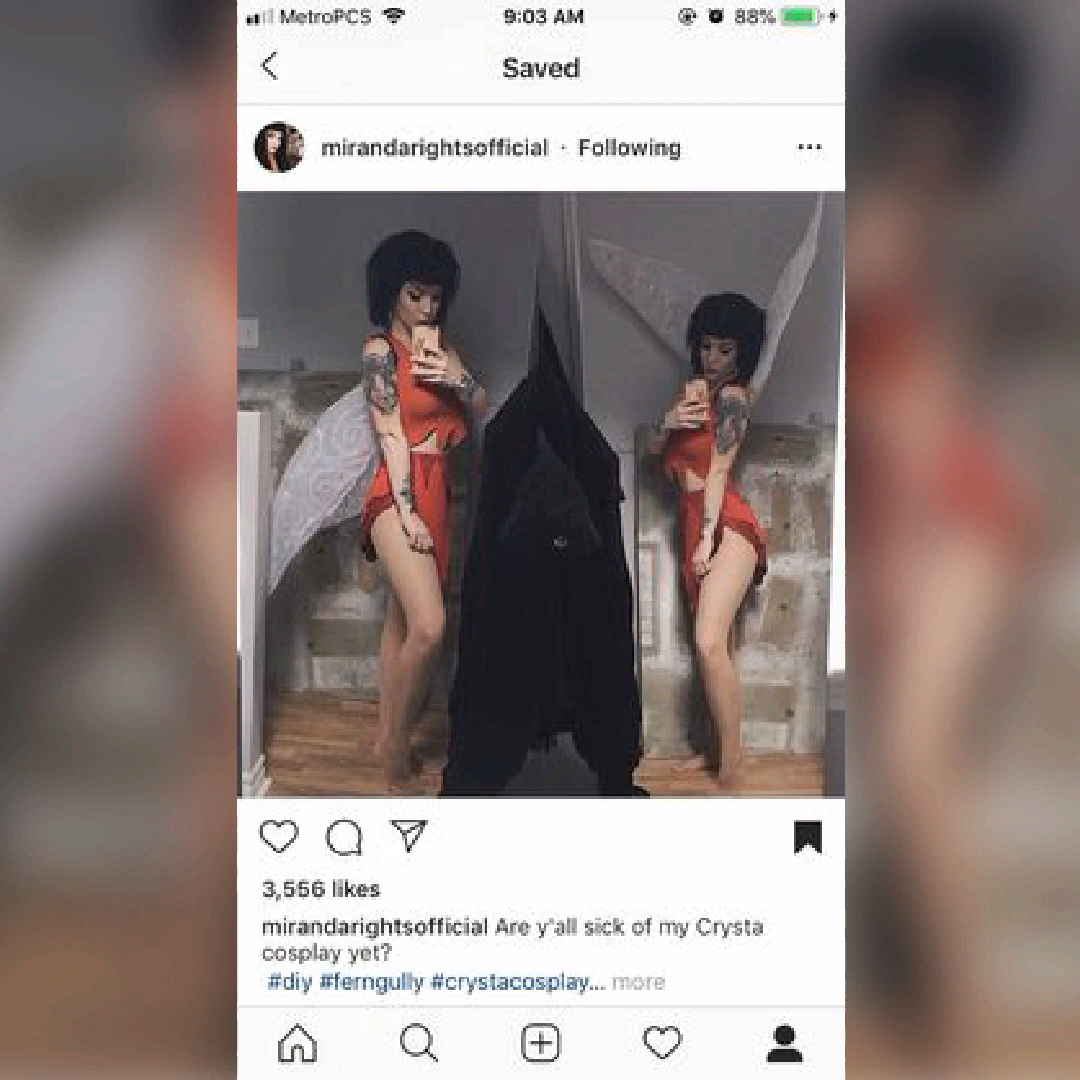 MetroPCS 9:03 AM 88%
Saved
mirandarightsofficial · Following
3,556 likes
mirandarightsofficial Are y'all sick of my Crysta
cosplay yet?
#diy #ferngully #crystacosplay... more